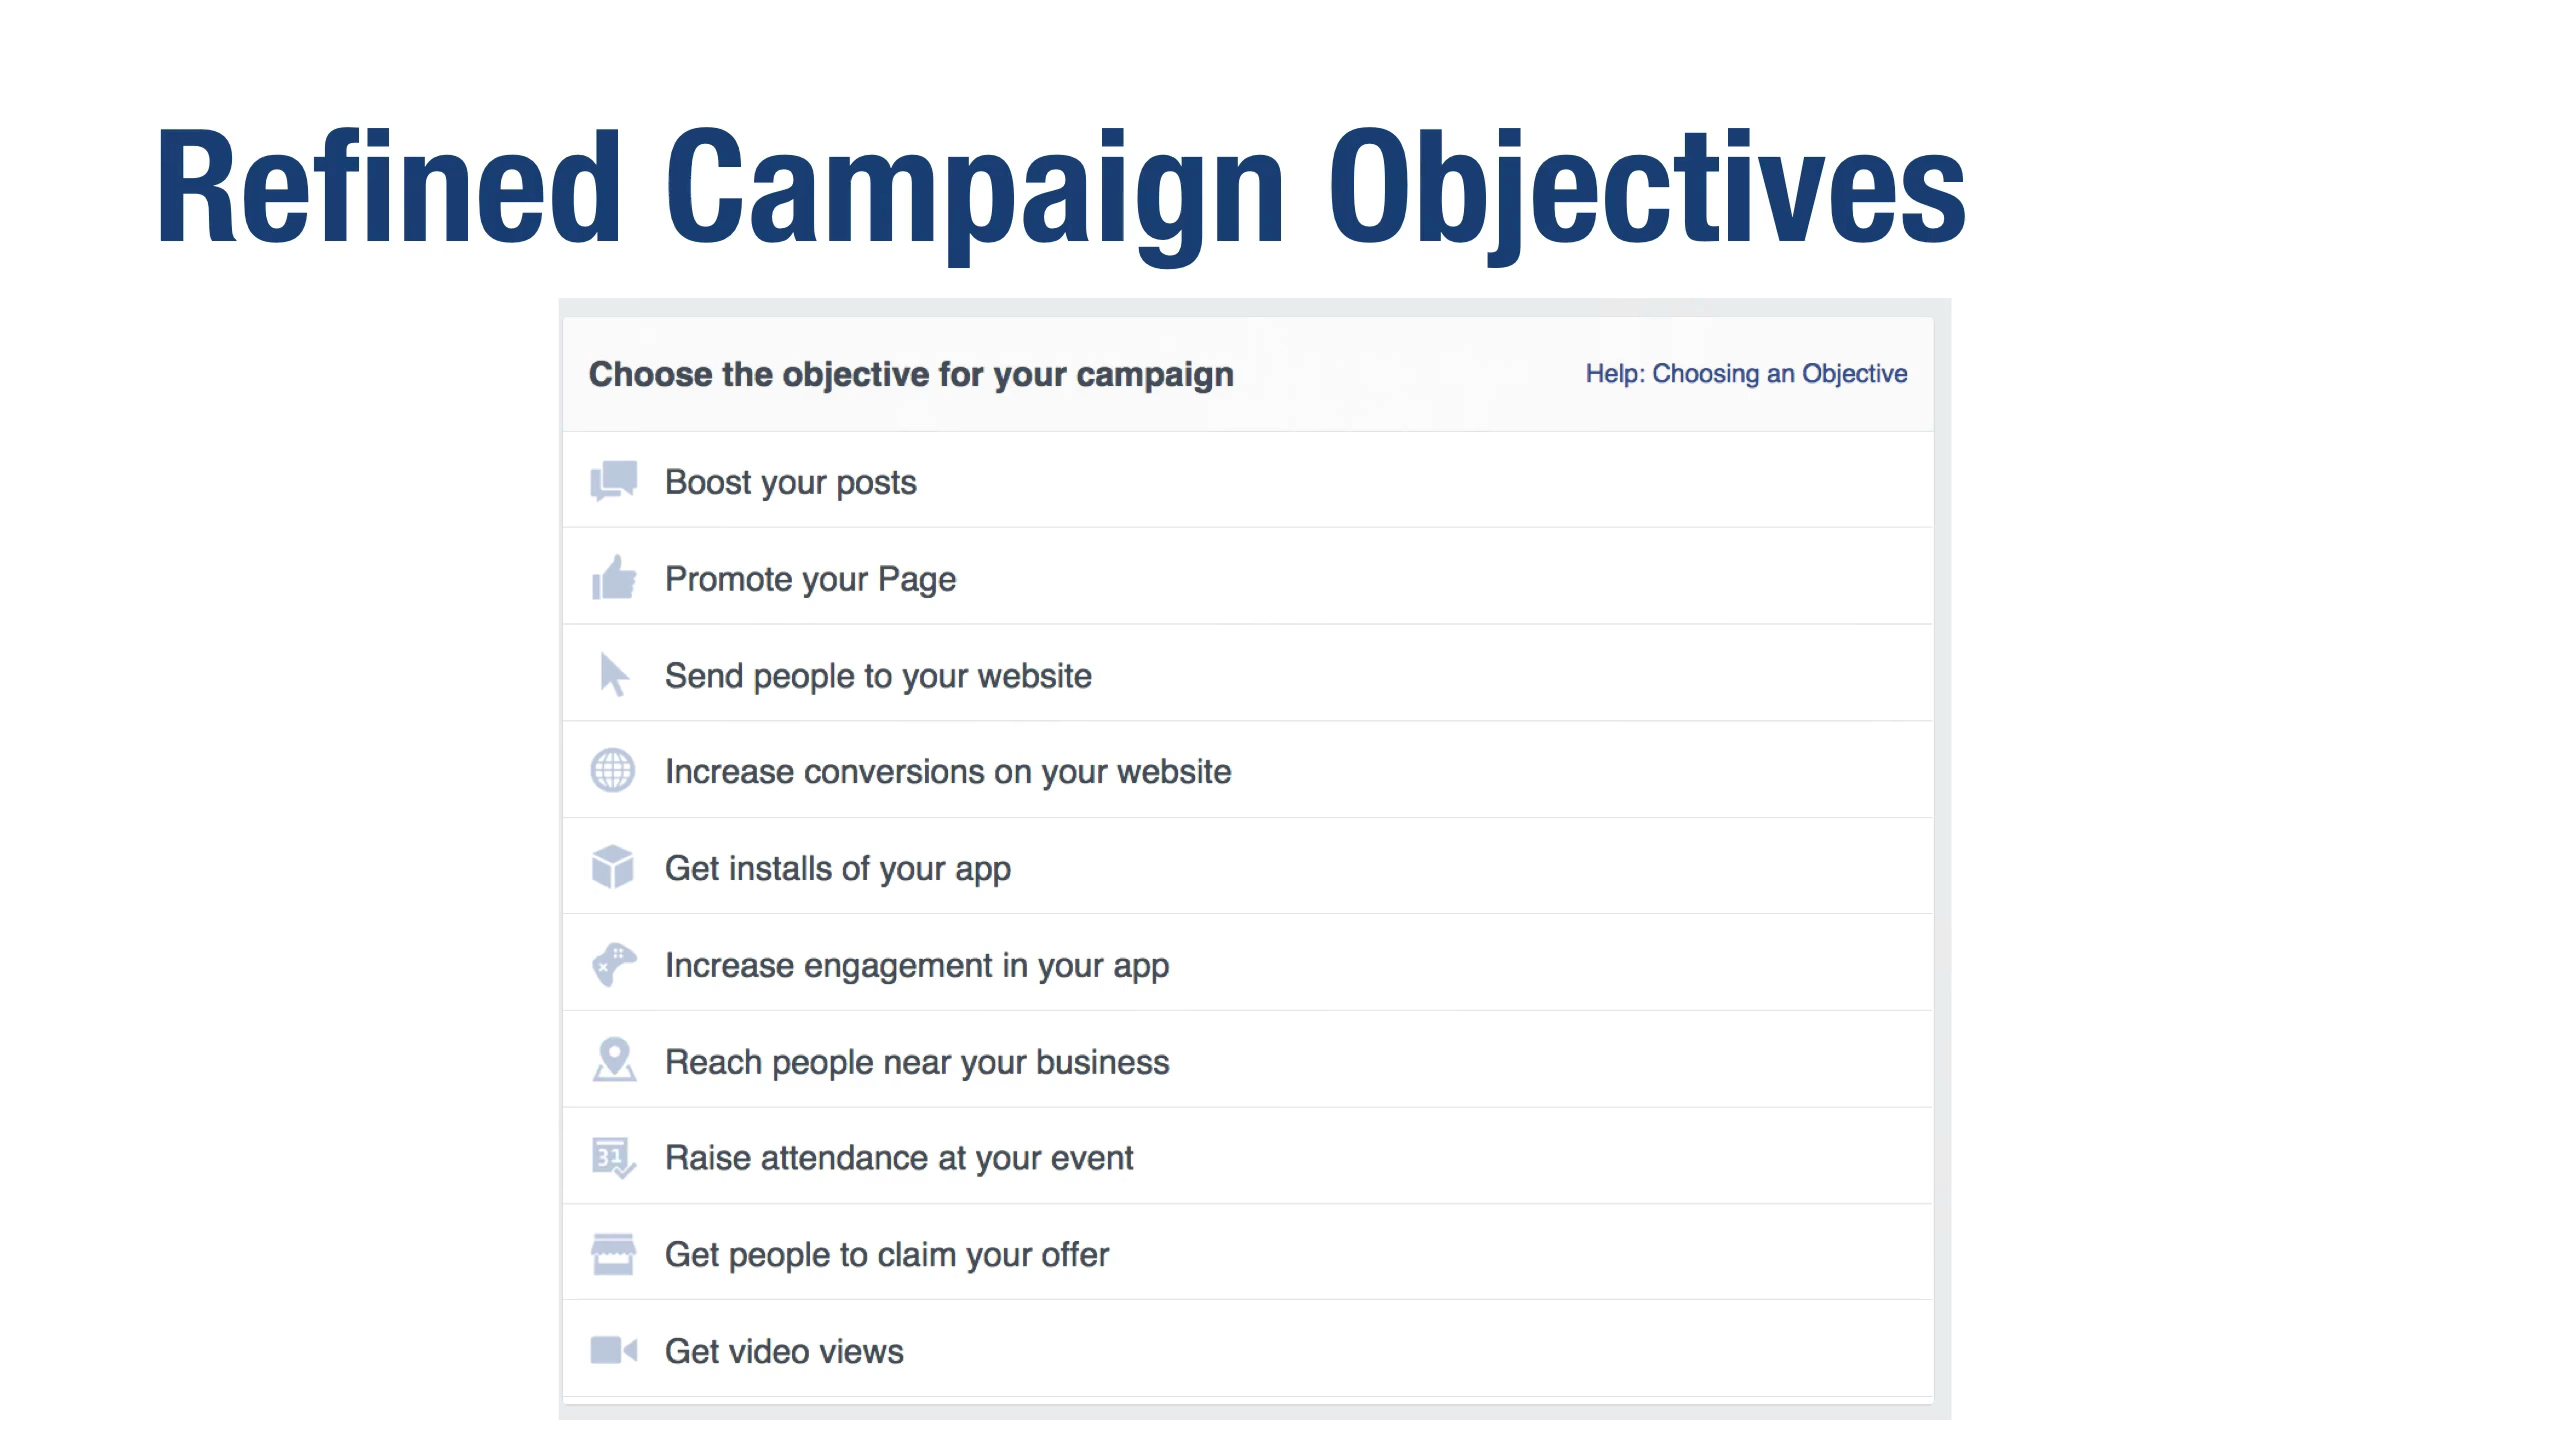 Refined Campaign Objectives
Choose the objective for your campaign
Help: Choosing an Objective
Boost your posts
Promote your Page
Send people to your website
Increase conversions on your website
Get installs of your app
Increase engagement in your app
Reach people near your business
31
Raise attendance at your event
Get people to claim your offer
Get video views